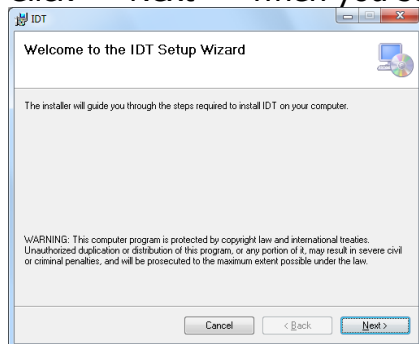 IDT
Welcome to the IDT Setup Wizard
The installer will guide you through the steps required to install IDT on your computer.
WARNING: This computer program is protected by copyright law and international treaties.
Unauthorized duplication or distribution of this program, or any portion of it, may result in severe civil
or criminal penalties, and will be prosecuted to the maximum extent possible under the law.
Cancel
< Back
Next >